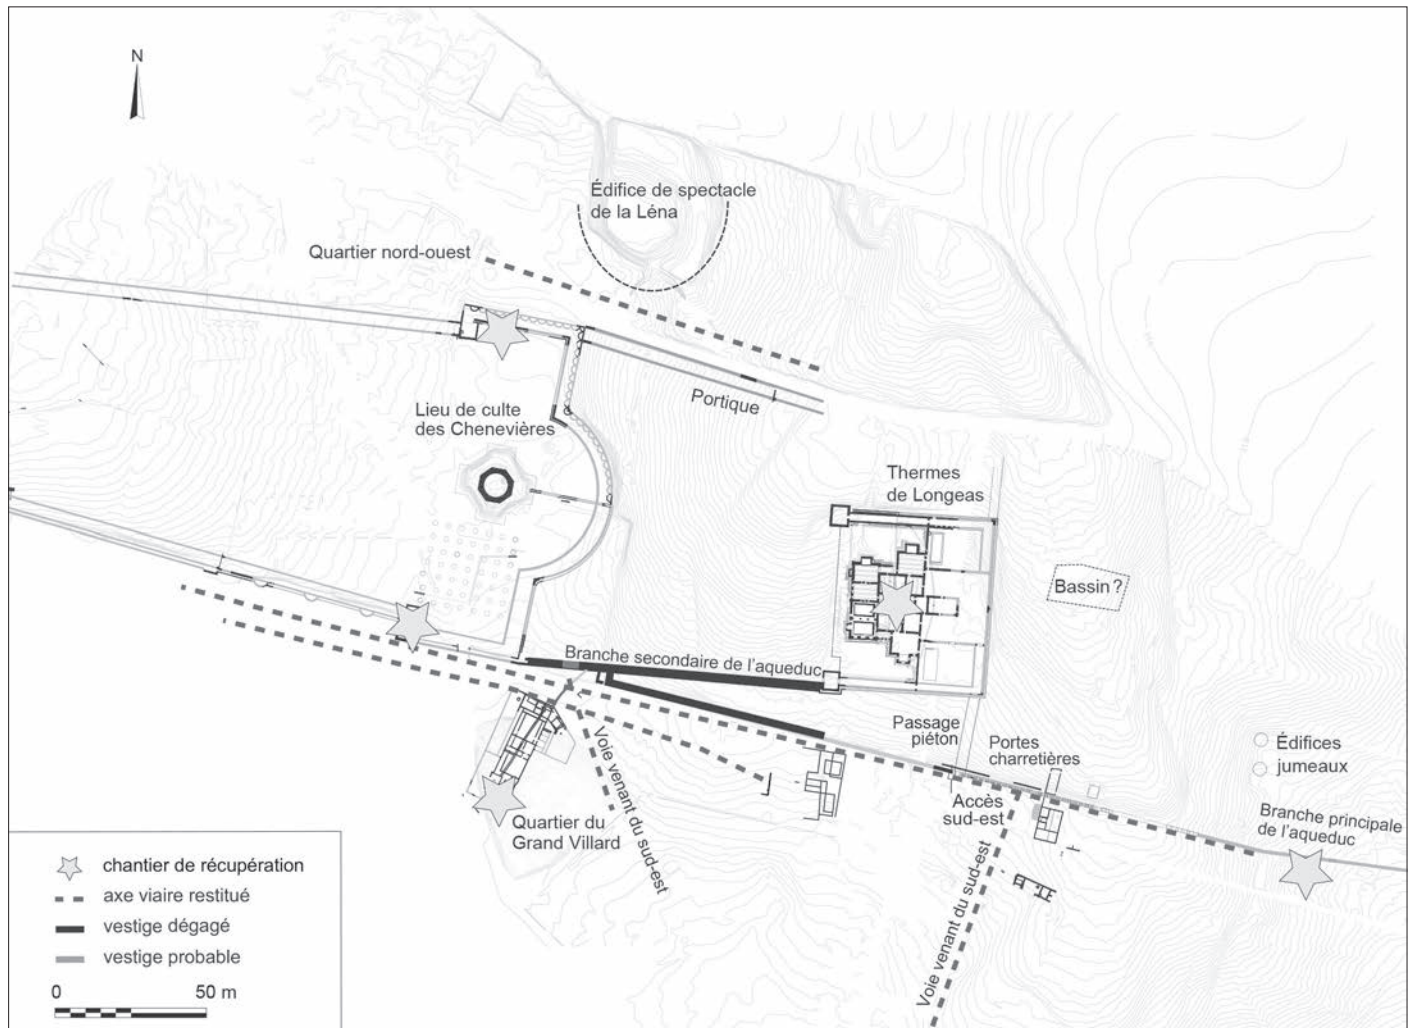 N
Édifice de spectacle
de la Léna
Quartier nord-ouest
Portique
Lieu de culte
des Chenevières
Thermes
de Longeas
Bassin ?
Branche secondaire de l'aqueduc
Passage
piéton
Portes
charretières
Édifices
jumeaux
Voie venant du sud-est
Accès
sud-est
Branche principale
de l'aqueduc
Quartier du
Grand Villard
Voie venant du sud-est
chantier de récupération
axe viaire restitué
vestige dégagé
vestige probable
0 50 m